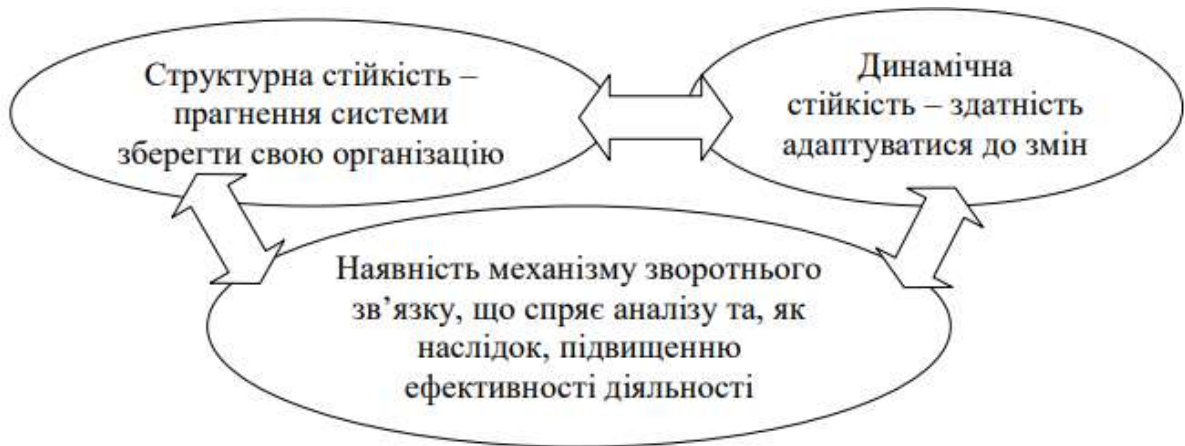 Структурна стійкість –
прагнення системи
зберегти свою організацію
Динамічна
стійкість – здатність
адаптуватися до змін
Наявність механізму зворотнього
зв’язку, що спряє аналізу та, як
наслідок, підвищенню
ефективності діяльності